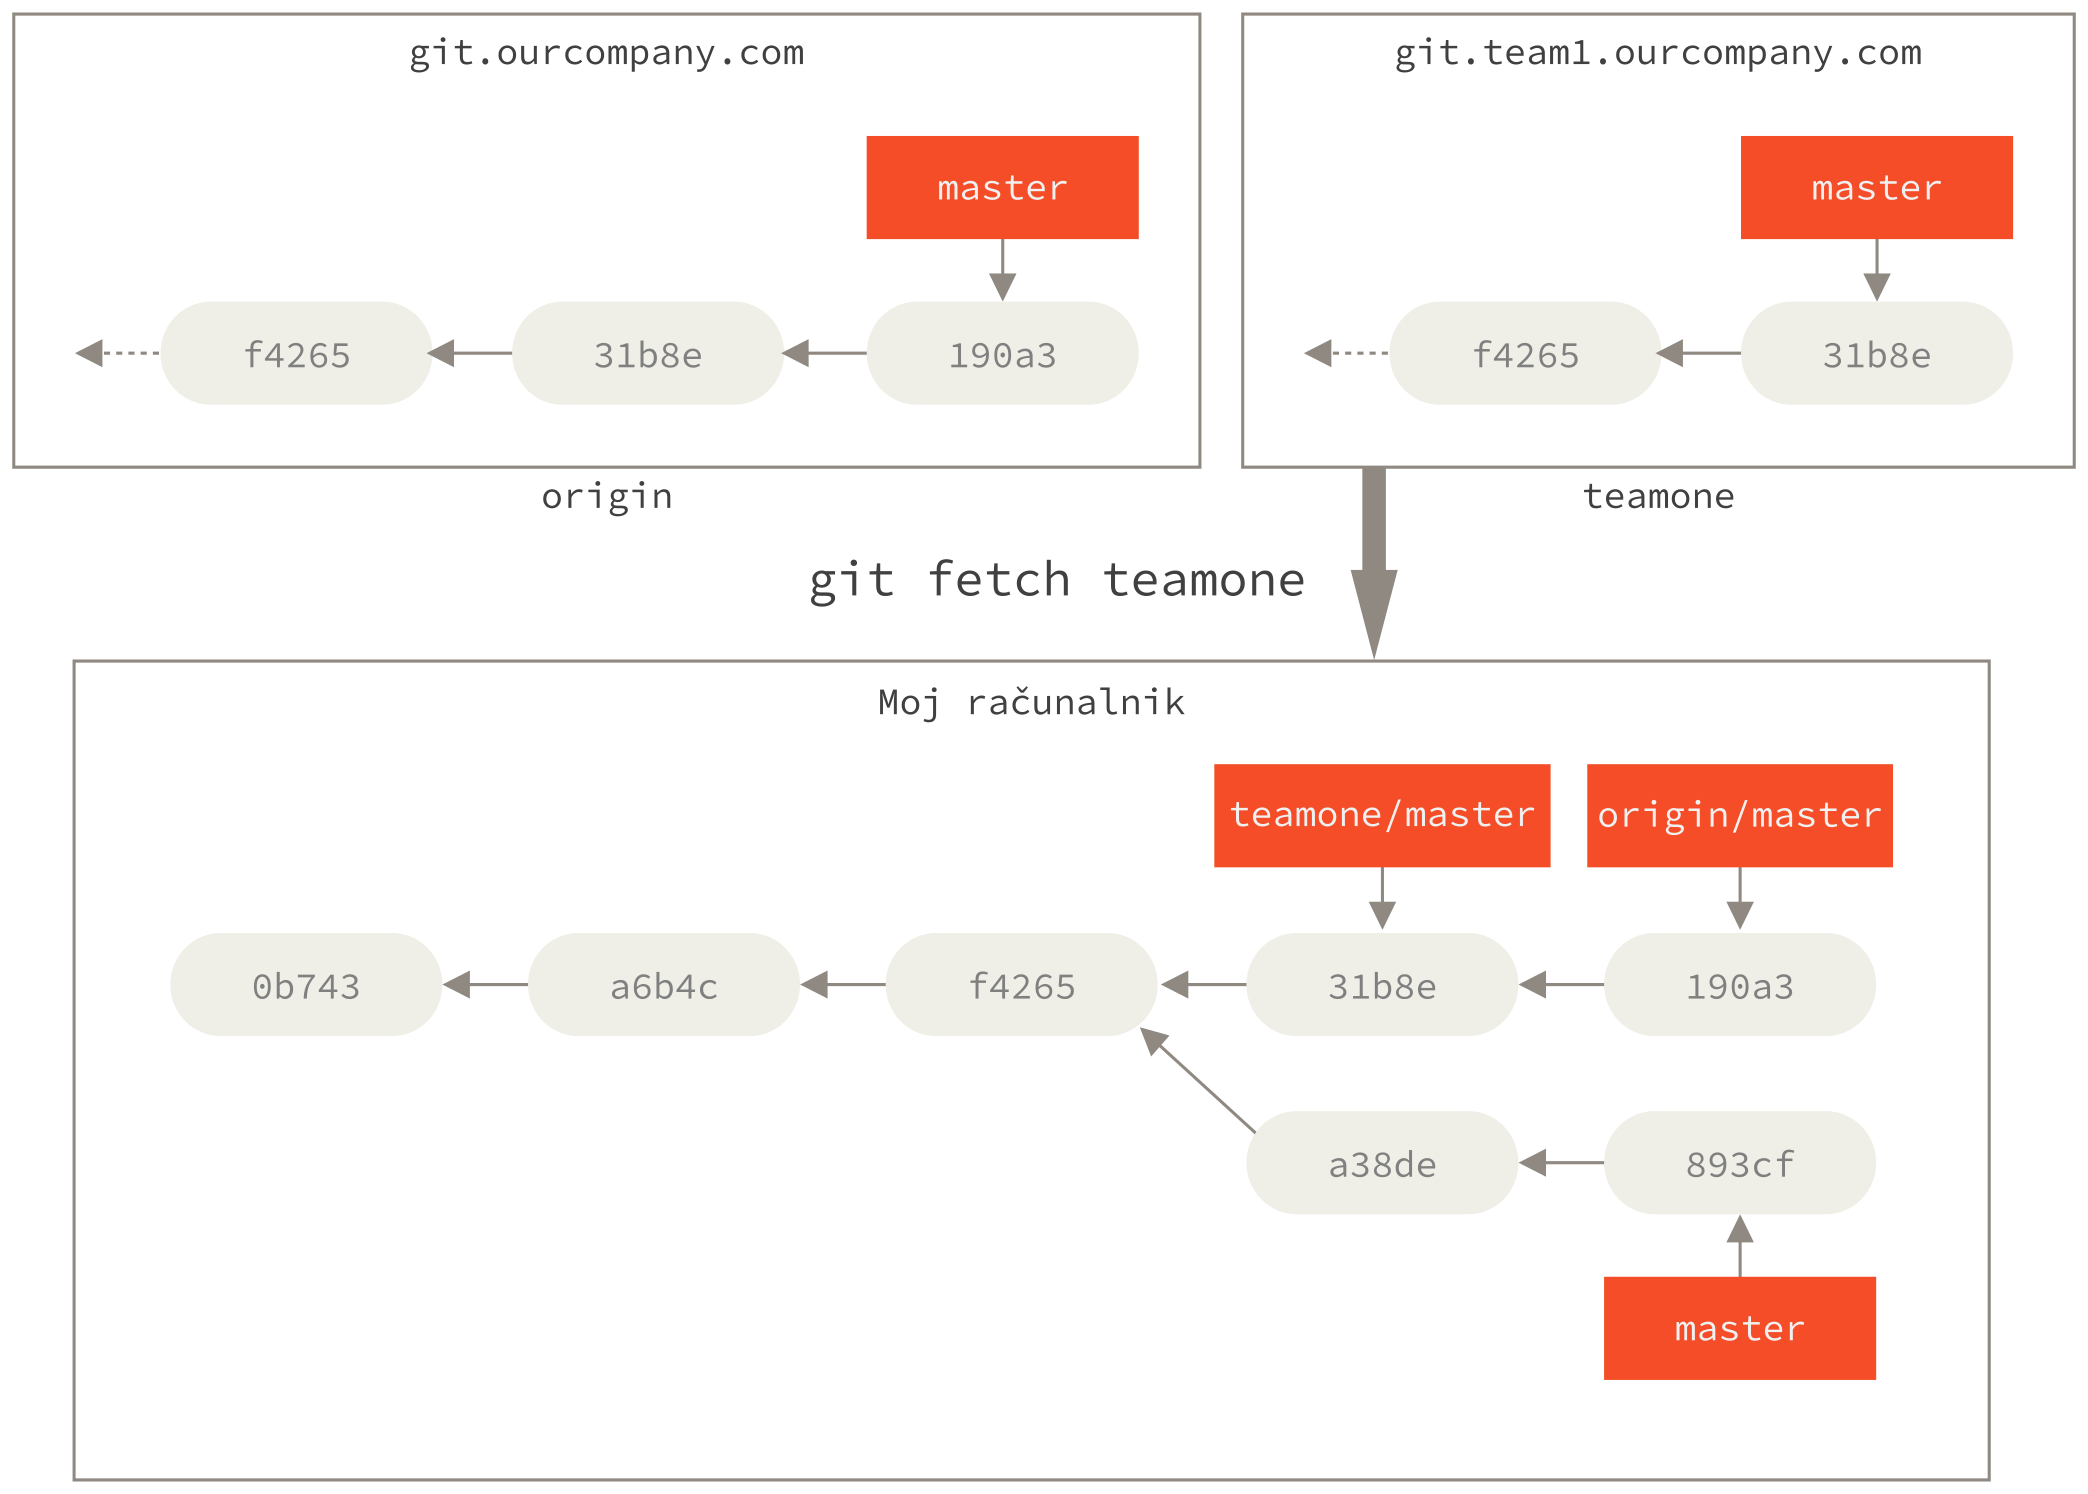 git.ourcompany.com
master
f4265
31b8e
190a3
origin
git.team1.ourcompany.com
master
f4265
31b8e
teamone
git fetch teamone
Moj računalnik
teamone/master
origin/master
0b743
a6b4c
f4265
31b8e
190a3
a38de
893cf
master